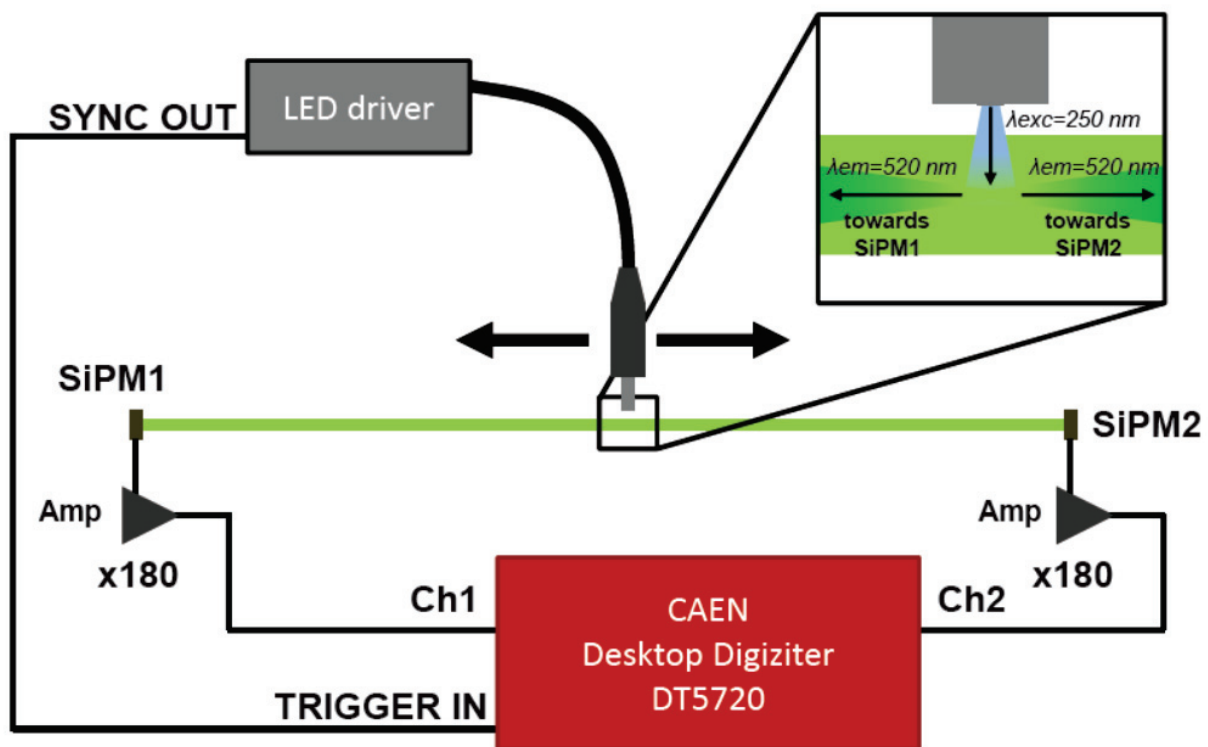 LED driver
SYNC OUT
λexc=250 nm
λem=520 nm
λem=520 nm
towards
SiPM1
towards
SiPM2
SiPM1
SiPM2
Amp
x180
Amp
x180
Ch1
Ch2
CAEN
Desktop Digiziter
DT5720
TRIGGER IN